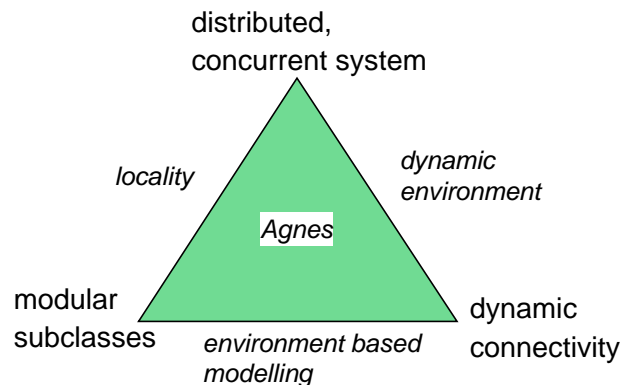 distributed,
concurrent system
locality
dynamic
environment
Agnes
modular
subclasses
environment based
modelling
dynamic
connectivity